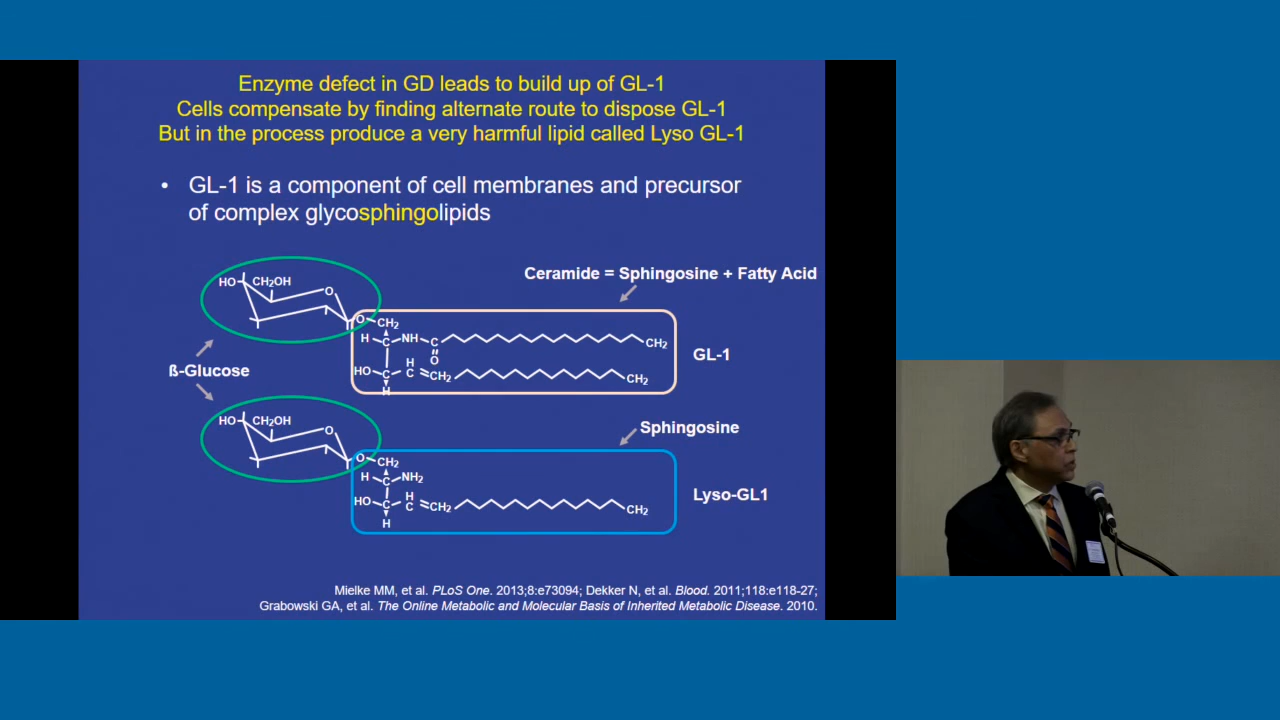 Enzyme defect in GD leads to build up of GL-1
Cells compensate by finding alternate route to dispose GL-1
But in the process produce a very harmful lipid called Lyso GL-1
• GL-1 is a component of cell membranes and precursor
of complex glycosphingolipids
Ceramide = Sphingosine + Fatty Acid
HO CH₂OH
O
O CH₂
H C NH C CH₂
O
HO C H C CH₂ CH₂
H
GL-1
ß-Glucose
Sphingosine
HO CH₂OH
O
O CH₂
H C NH₂
HO C H C CH₂ CH₂
H
Lyso-GL1
Mielke MM, et al. PLoS One. 2013;8:e73094; Dekker N, et al. Blood. 2011;118:e118-27;
Grabowski GA, et al. The Online Metabolic and Molecular Basis of Inherited Metabolic Disease. 2010.